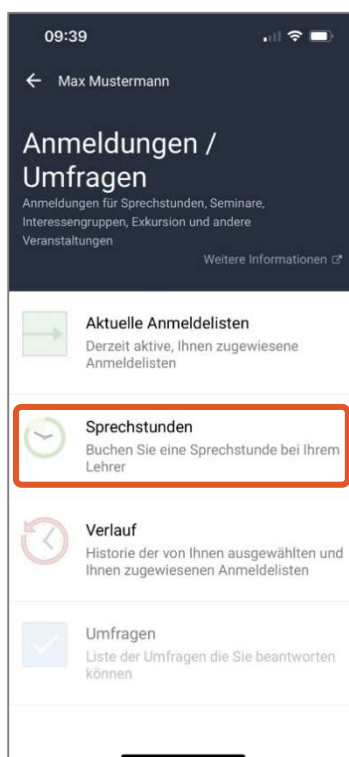 09:39
Max Mustermann
Anmeldungen /
Umfragen
Anmeldungen für Sprechstunden, Seminare,
Interessengruppen, Exkursion und andere
Veranstaltungen
Weitere Informationen
Aktuelle Anmeldelisten
Derzeit aktive, Ihnen zugewiesene
Anmeldelisten
Sprechstunden
Buchen Sie eine Sprechstunde bei Ihrem
Lehrer
Verlauf
Historie der von Ihnen ausgewählten und
Ihnen zugewiesenen Anmeldelisten
Umfragen
Liste der Umfragen die Sie beantworten
können